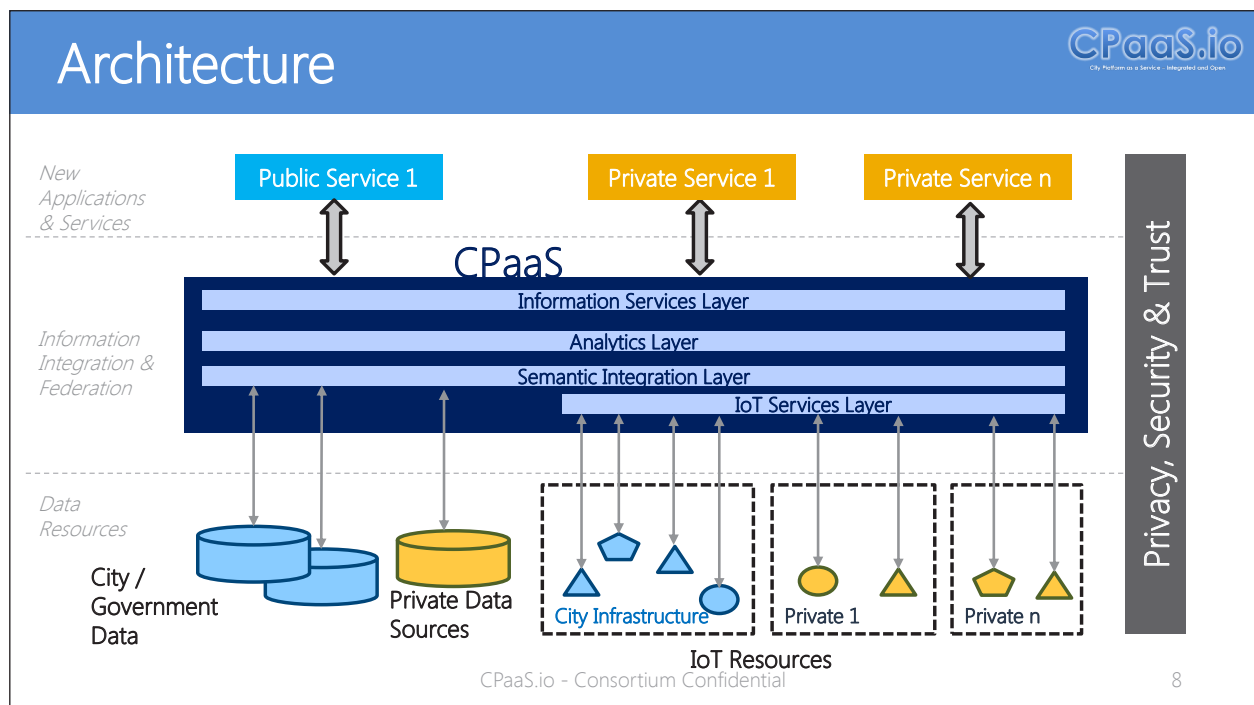 Architecture
CPaaS.io
City Platform as a Service - Integrated and Open
New
Applications
& Services
Public Service 1
Private Service 1
Private Service n
CPaaS
Information Services Layer
Analytics Layer
Semantic Integration Layer
IoT Services Layer
Information
Integration &
Federation
Privacy, Security & Trust
Data
Resources
City /
Government
Data
Private Data
Sources
City Infrastructure
Private 1
Private n
IoT Resources
CPaaS.io - Consortium Confidential
8